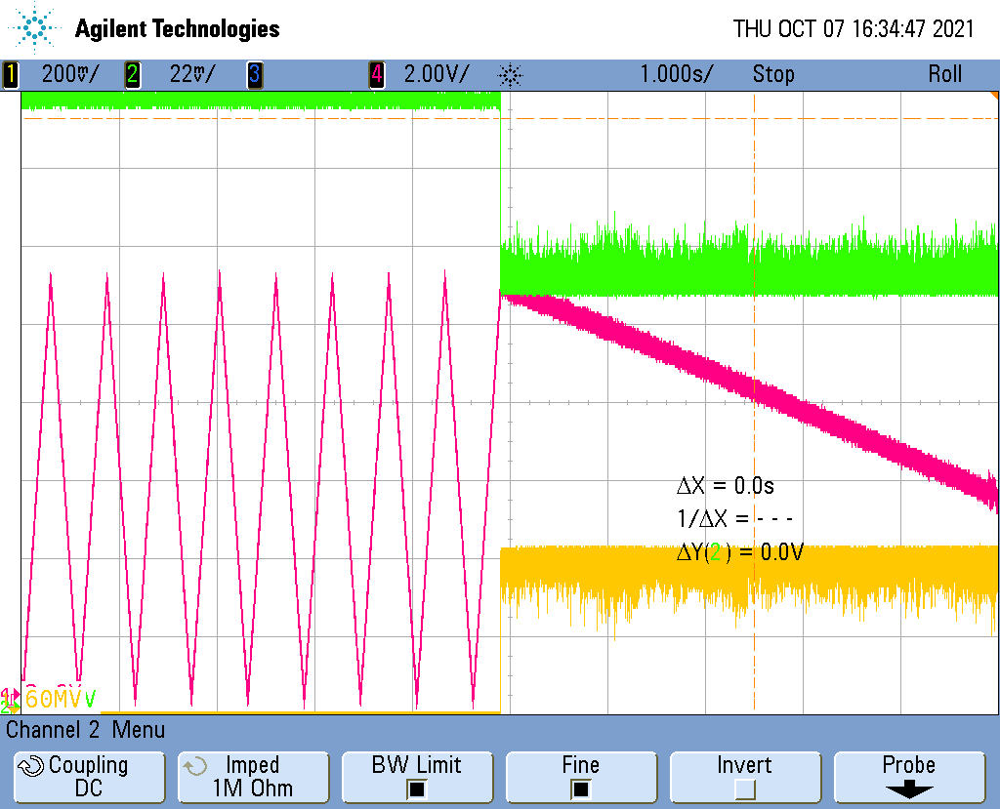 Agilent Technologies THU OCT 07 16:34:47 2021
1 200mV/ 2 22mV/ 3 4 2.00V/ 1.000s/ Stop Roll
ΔX = 0.0s
1/ΔX = - - -
ΔY(2) = 0.0V
60MVV
Channel 2 Menu
Coupling Imped BW Limit Fine Invert Probe
DC 1M Ohm